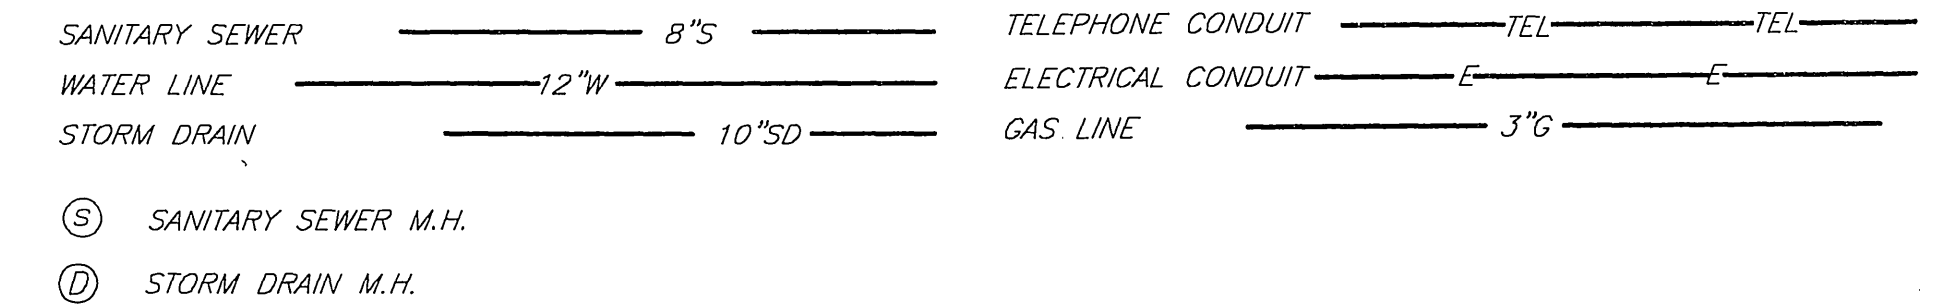 SANITARY SEWER 8"S
WATER LINE 12"W
STORM DRAIN 10"SD
TELEPHONE CONDUIT TEL TEL
ELECTRICAL CONDUIT E E
GAS LINE 3"G
S SANITARY SEWER M.H.
D STORM DRAIN M.H.